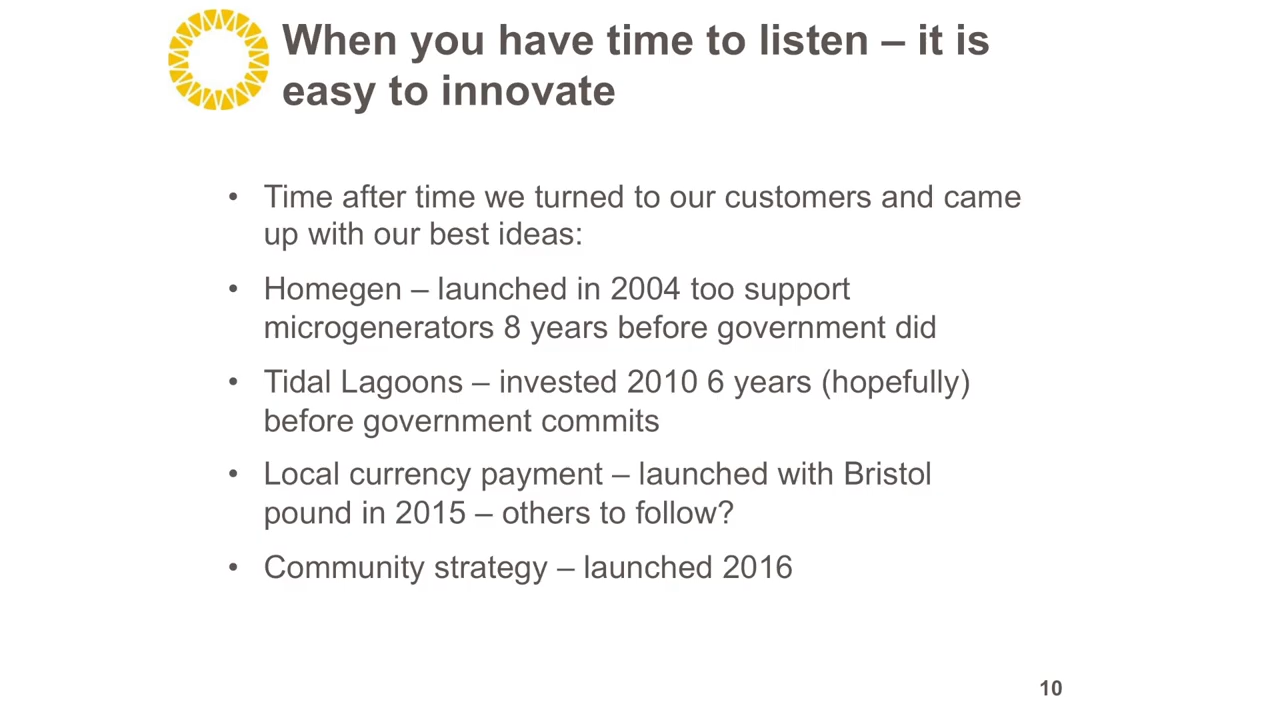 When you have time to listen – it is
easy to innovate
• Time after time we turned to our customers and came
up with our best ideas:
• Homegen – launched in 2004 too support
microgenerators 8 years before government did
• Tidal Lagoons – invested 2010 6 years (hopefully)
before government commits
• Local currency payment – launched with Bristol
pound in 2015 – others to follow?
• Community strategy – launched 2016
10